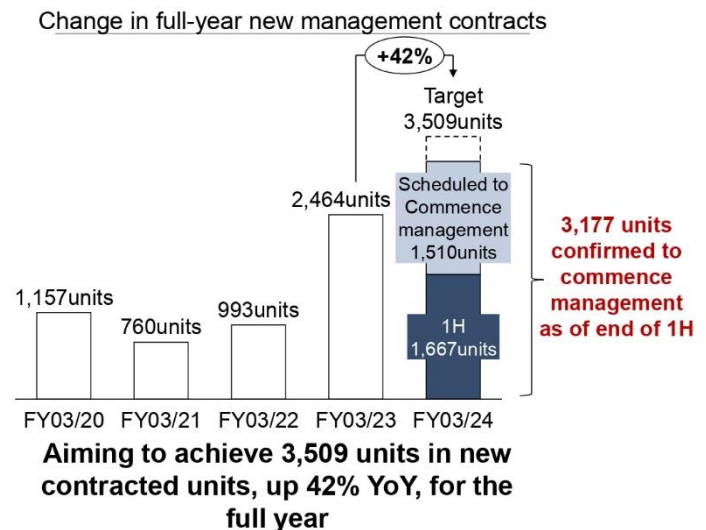 Change in full-year new management contracts
+42%
Target
3,509units
Scheduled to
Commence
management
1,510units
2,464units
1,157units
760units
993units
1H
1,667units
3,177 units
confirmed to
commence
management
as of end of 1H
FY03/20 FY03/21 FY03/22 FY03/23 FY03/24
Aiming to achieve 3,509 units in new
contracted units, up 42% YoY, for the
full year